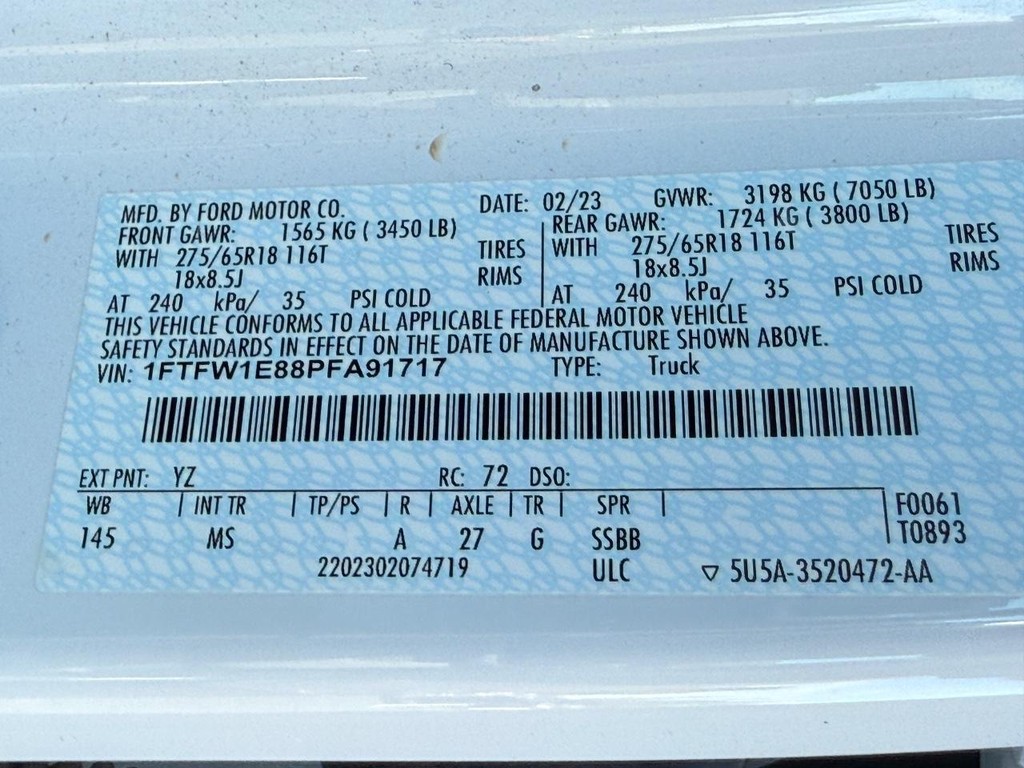 MFD. BY FORD MOTOR CO. DATE: 02/23 GVWR: 3198 KG ( 7050 LB)
FRONT GAWR: 1565 KG ( 3450 LB) REAR GAWR: 1724 KG ( 3800 LB)
WITH 275/65R18 116T TIRES WITH 275/65R18 116T TIRES
18x8.5J RIMS 18x8.5J RIMS
AT 240 kPa/ 35 PSI COLD AT 240 kPa/ 35 PSI COLD
THIS VEHICLE CONFORMS TO ALL APPLICABLE FEDERAL MOTOR VEHICLE
SAFETY STANDARDS IN EFFECT ON THE DATE OF MANUFACTURE SHOWN ABOVE.
VIN: 1FTFW1E88PFA91717 TYPE: Truck
EXT PNT: YZ RC: 72 DSO:
WB INT TR TP/PS R AXLE TR SPR F0061
145 MS A 27 G SSBB T0893
2202302074719 ULC ▽ 5U5A-3520472-AA